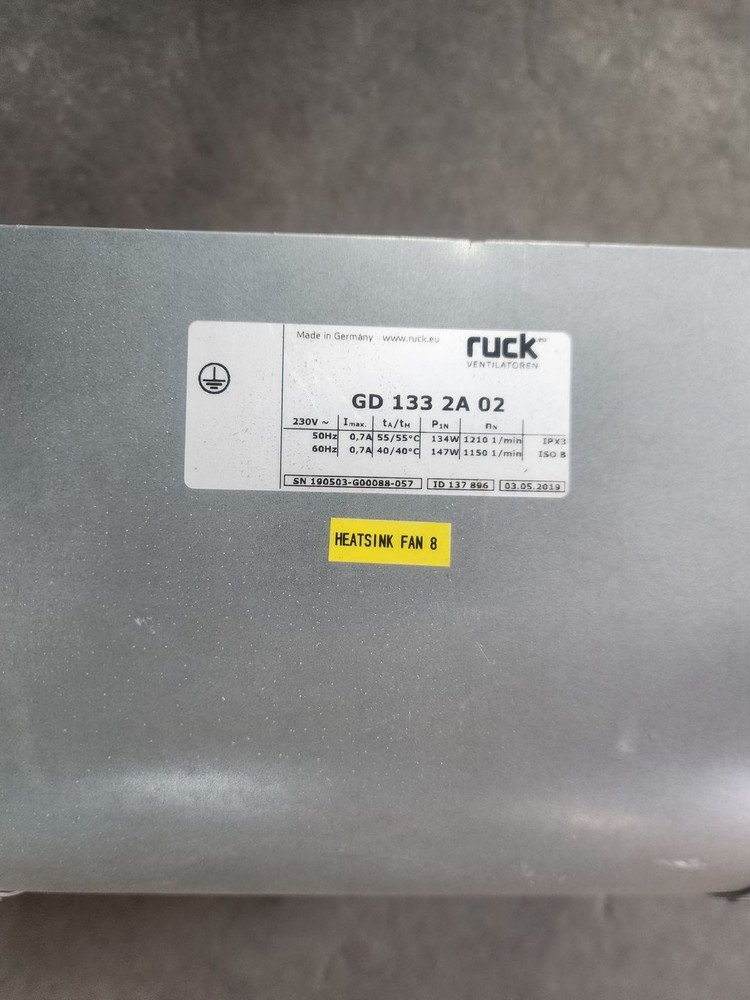 Made in Germany www.ruck.eu
ruck
VENTILATOREN
GD 133 2A 02
230V ~ Imax. tA/tM P1N nN
50Hz 0,7A 55/55°C 134W 1210 1/min IPX3
60Hz 0,7A 40/40°C 147W 1150 1/min ISO B
SN 190503-G00088-057 ID 137 896 03.05.2019
HEATSINK FAN 8